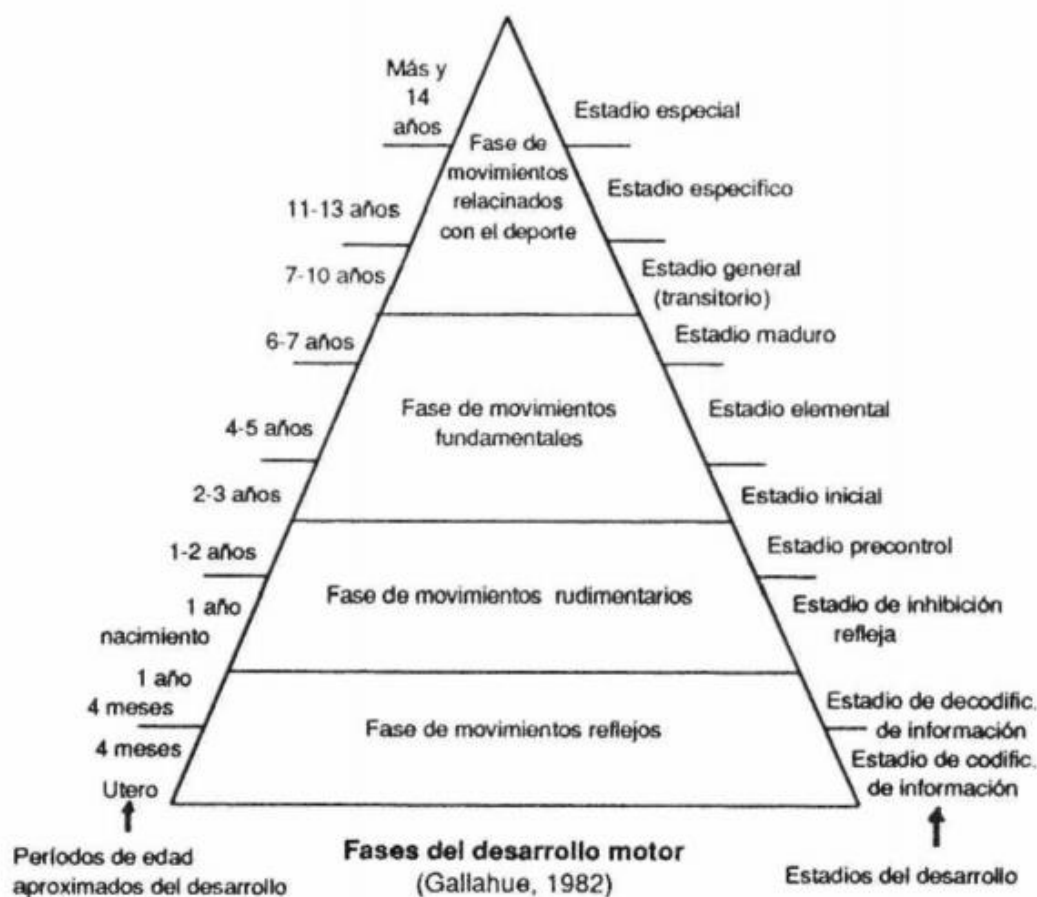 Más y
14
años
Estadio especial
Fase de
movimientos
relacinados
con el deporte
Estadio especifico
11-13 años
7-10 años
Estadio general
(transitorio)
6-7 años
Estadio maduro
Fase de movimientos
fundamentales
Estadio elemental
4-5 años
2-3 años
Estadio inicial
1-2 años
Estadio precontrol
Fase de movimientos rudimentarios
1 año
nacimiento
Estadio de inhibición
refleja
1 año
4 meses
Fase de movimientos reflejos
Estadio de decodific.
de información
4 meses
Utero
Estadio de codific.
de información
Períodos de edad
aproximados del desarrollo
Fases del desarrollo motor
(Gallahue, 1982)
Estadios del desarrollo